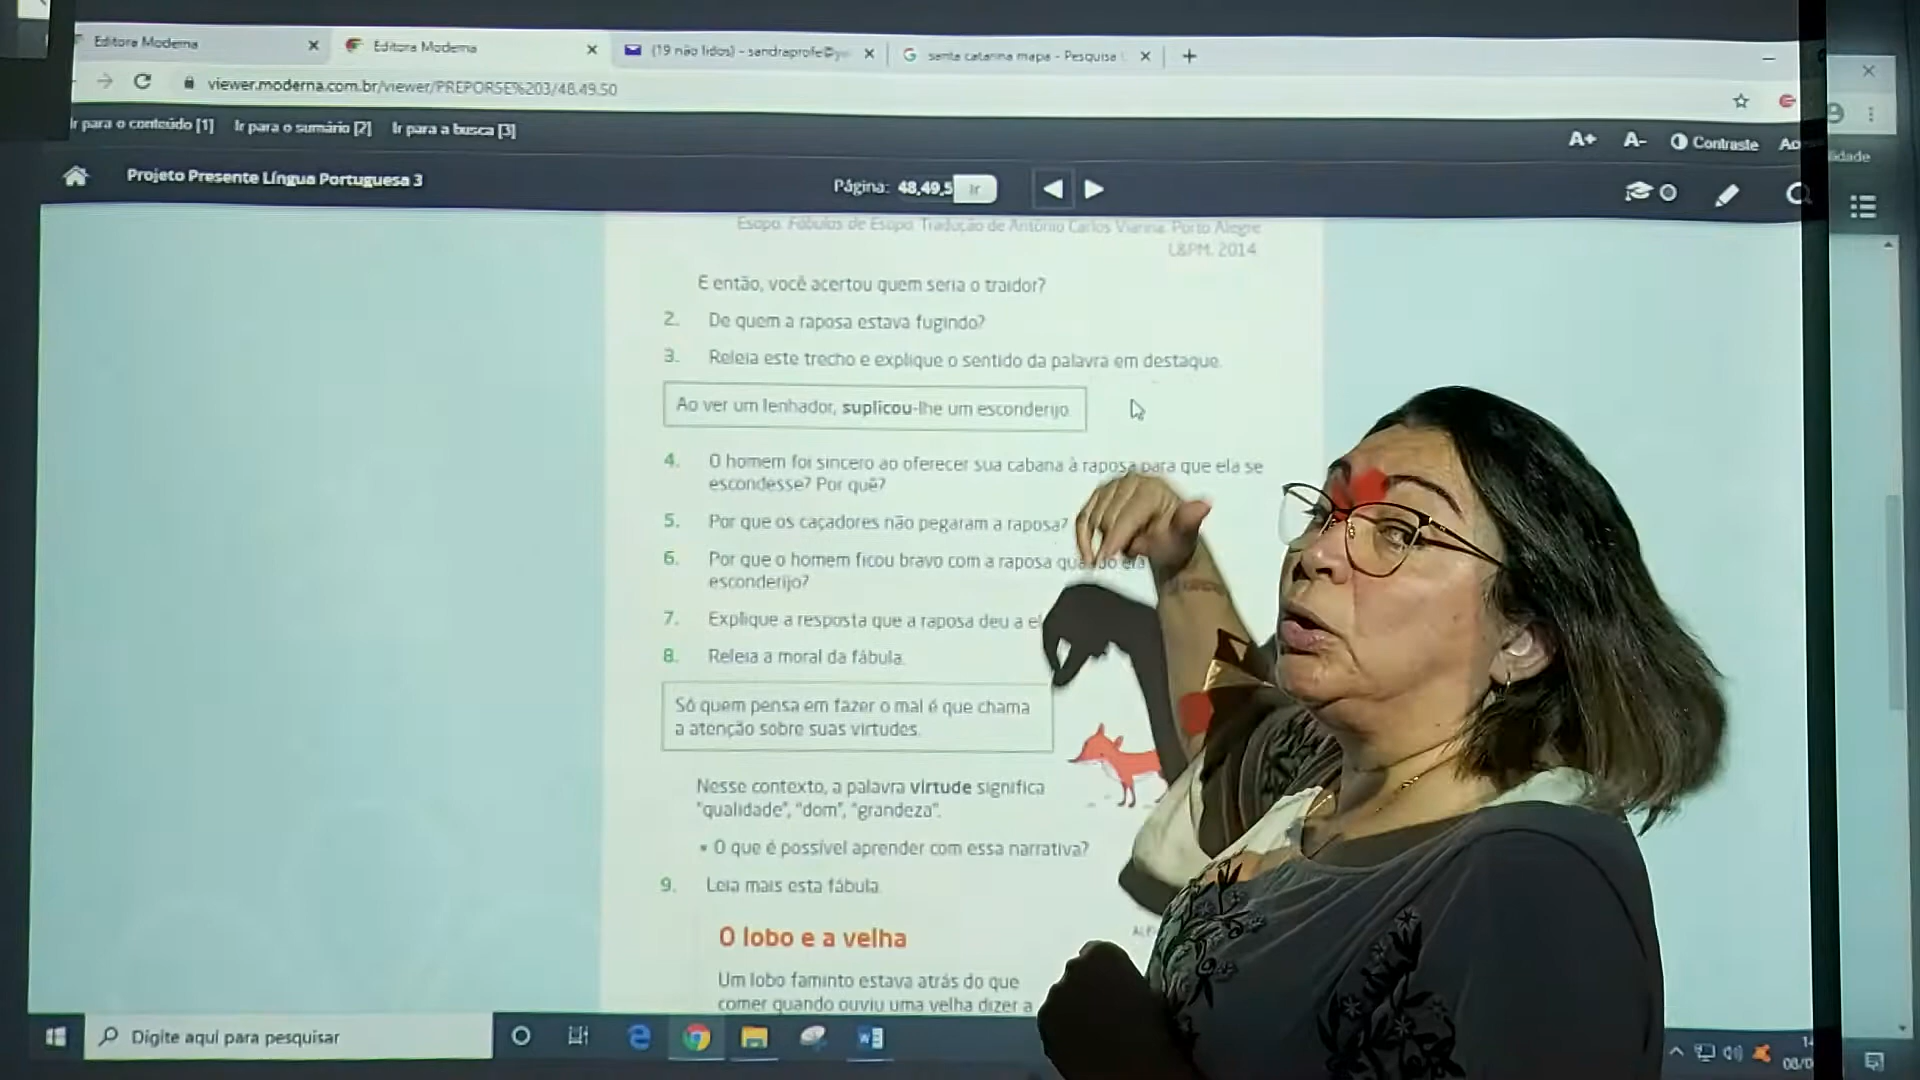 Editora Moderna
Editora Moderna
(19 não lidos) - sandraprofe@y
santa catarina mapa - Pesquisa
viewer.moderna.com.br/viewer/PREPORSE%203/48.49.50
Ir para o conteúdo [1] Ir para o sumário [2] Ir para a busca [3]
A+ A- Contraste
idade
Projeto Presente Língua Portuguesa 3
Página: 48,49,5 Ir
Esopo. Fábulas de Esopo. Tradução de Antônio Carlos Vianna. Porto Alegre
L&PM, 2014
E então, você acertou quem seria o traidor?
2. De quem a raposa estava fugindo?
3. Releia este trecho e explique o sentido da palavra em destaque.
Ao ver um lenhador, suplicou-lhe um esconderijo.
4. O homem foi sincero ao oferecer sua cabana à raposa para que ela se
escondesse? Por quê?
5. Por que os caçadores não pegaram a raposa?
6. Por que o homem ficou bravo com a raposa
esconderijo?
7. Explique a resposta que a raposa deu a
8. Releia a moral da fábula.
Só quem pensa em fazer o mal é que chama
a atenção sobre suas virtudes.
Nesse contexto, a palavra virtude significa
"qualidade", "dom", "grandeza".
• O que é possível aprender com essa narrativa?
9. Leia mais esta fábula.
O lobo e a velha
Um lobo faminto estava atrás do que
comer quando ouviu uma velha dizer a
Digite aqui para pesquisar